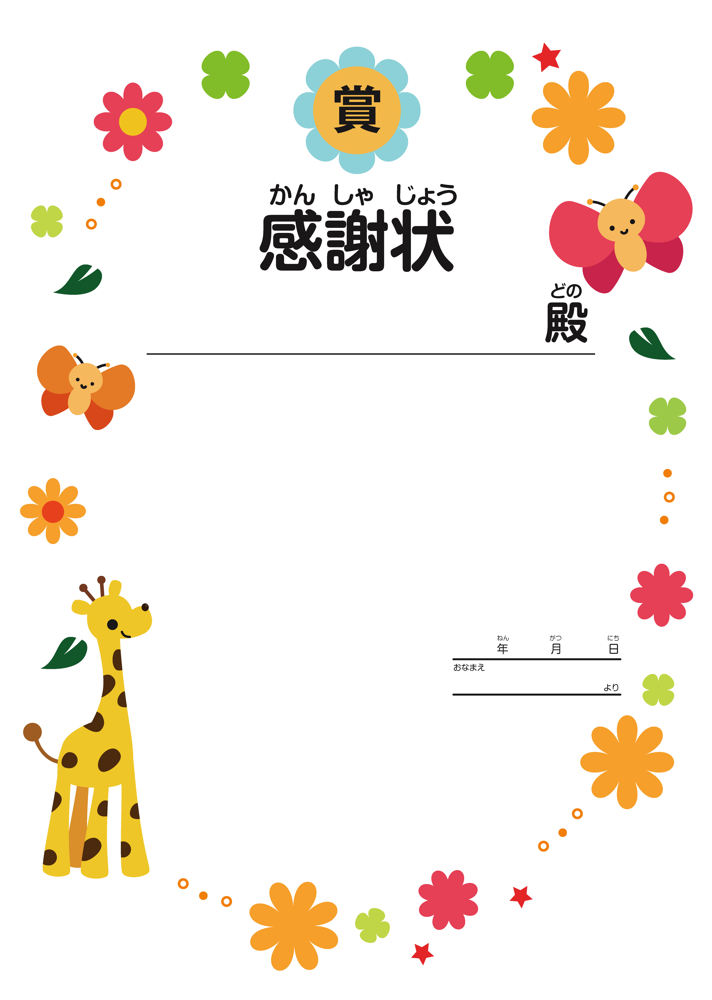 賞
かん しゃ じょう
感謝状
どの
殿
ねん がつ にち
年 月 日
おなまえ
より